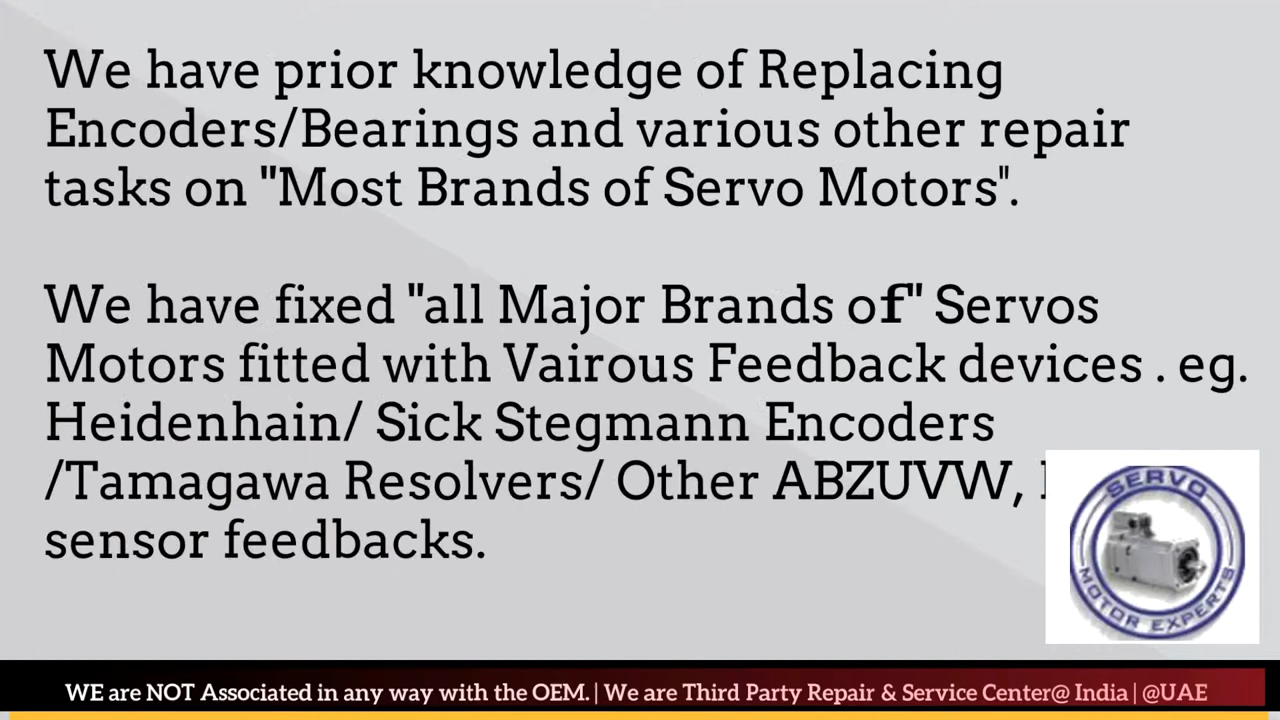 We have prior knowledge of Replacing
Encoders/Bearings and various other repair
tasks on "Most Brands of Servo Motors".
We have fixed "all Major Brands of" Servos
Motors fitted with Vairous Feedback devices . eg.
Heidenhain/ Sick Stegmann Encoders
/Tamagawa Resolvers/ Other ABZUVW,
sensor feedbacks.
SERVO
MOTOR EXPERTS
WE are NOT Associated in any way with the OEM. | We are Third Party Repair & Service Center@ India | @UAE